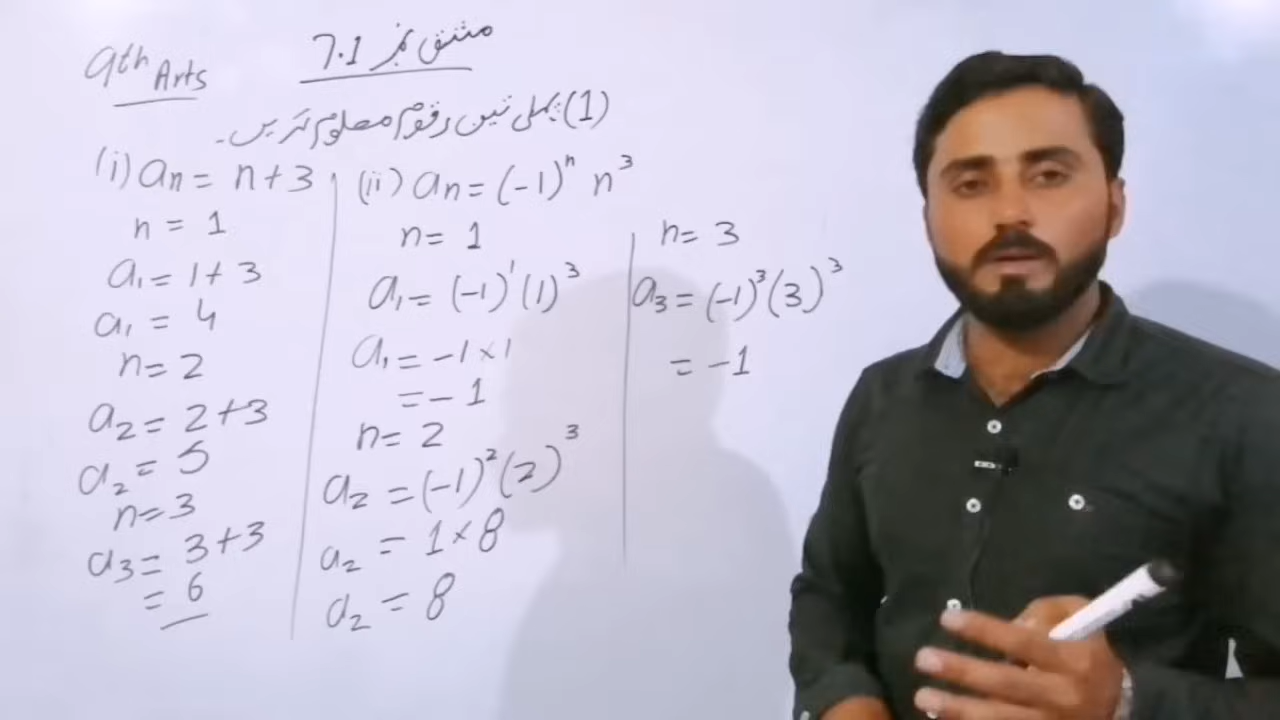 9th Arts
مشق نمبر 7.1
(1) پہلی تین رقوم معلوم کریں۔
(i) aₙ = n + 3
n = 1
a₁ = 1 + 3
a₁ = 4
n = 2
a₂ = 2 + 3
a₂ = 5
n = 3
a₃ = 3 + 3
= 6
(ii) aₙ = (-1)ⁿ n³
n = 1
a₁ = (-1)¹ (1)³
a₁ = -1 × 1
= -1
n = 2
a₂ = (-1)² (2)³
a₂ = 1 × 8
a₂ = 8
n = 3
a₃ = (-1)³ (3)³
= -1